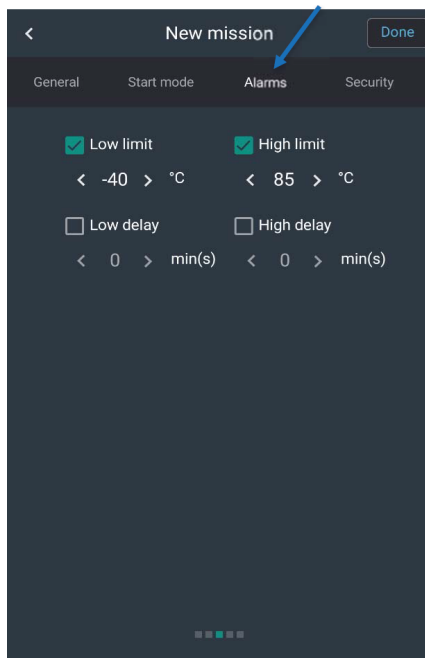 New mission Done
General Start mode Alarms Security
Low limit High limit
-40 °C 85 °C
Low delay High delay
0 min(s) 0 min(s)